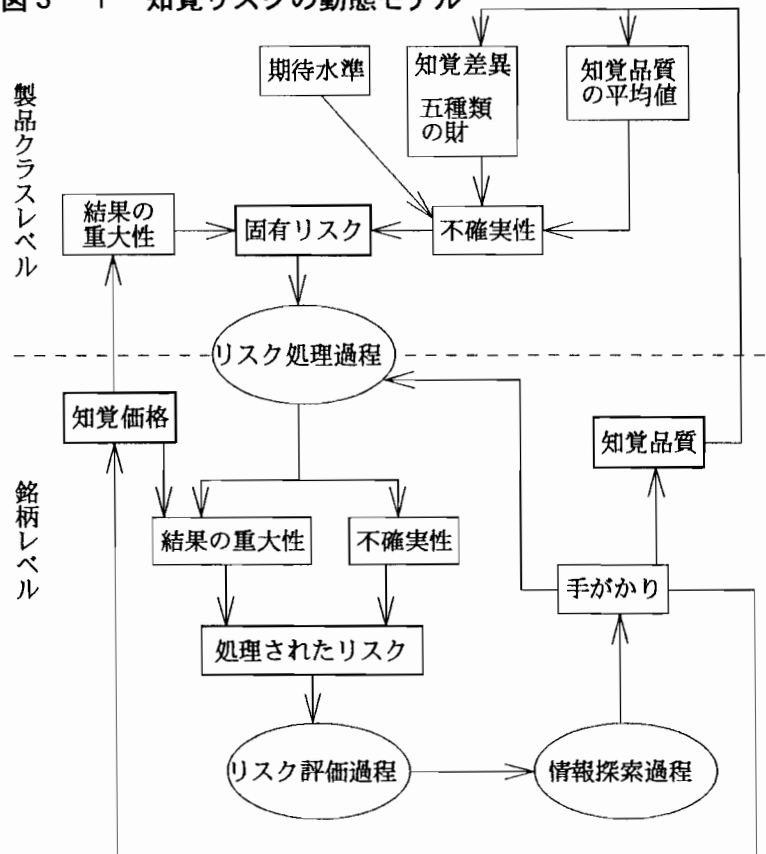 図3-1 知覚リスクの動態モデル
製品クラスレベル
期待水準
知覚差異
五種類
の財
知覚品質
の平均値
結果の
重大性
固有リスク
不確実性
リスク処理過程
銘柄レベル
知覚価格
知覚品質
結果の重大性
不確実性
手がかり
処理されたリスク
リスク評価過程
情報探索過程